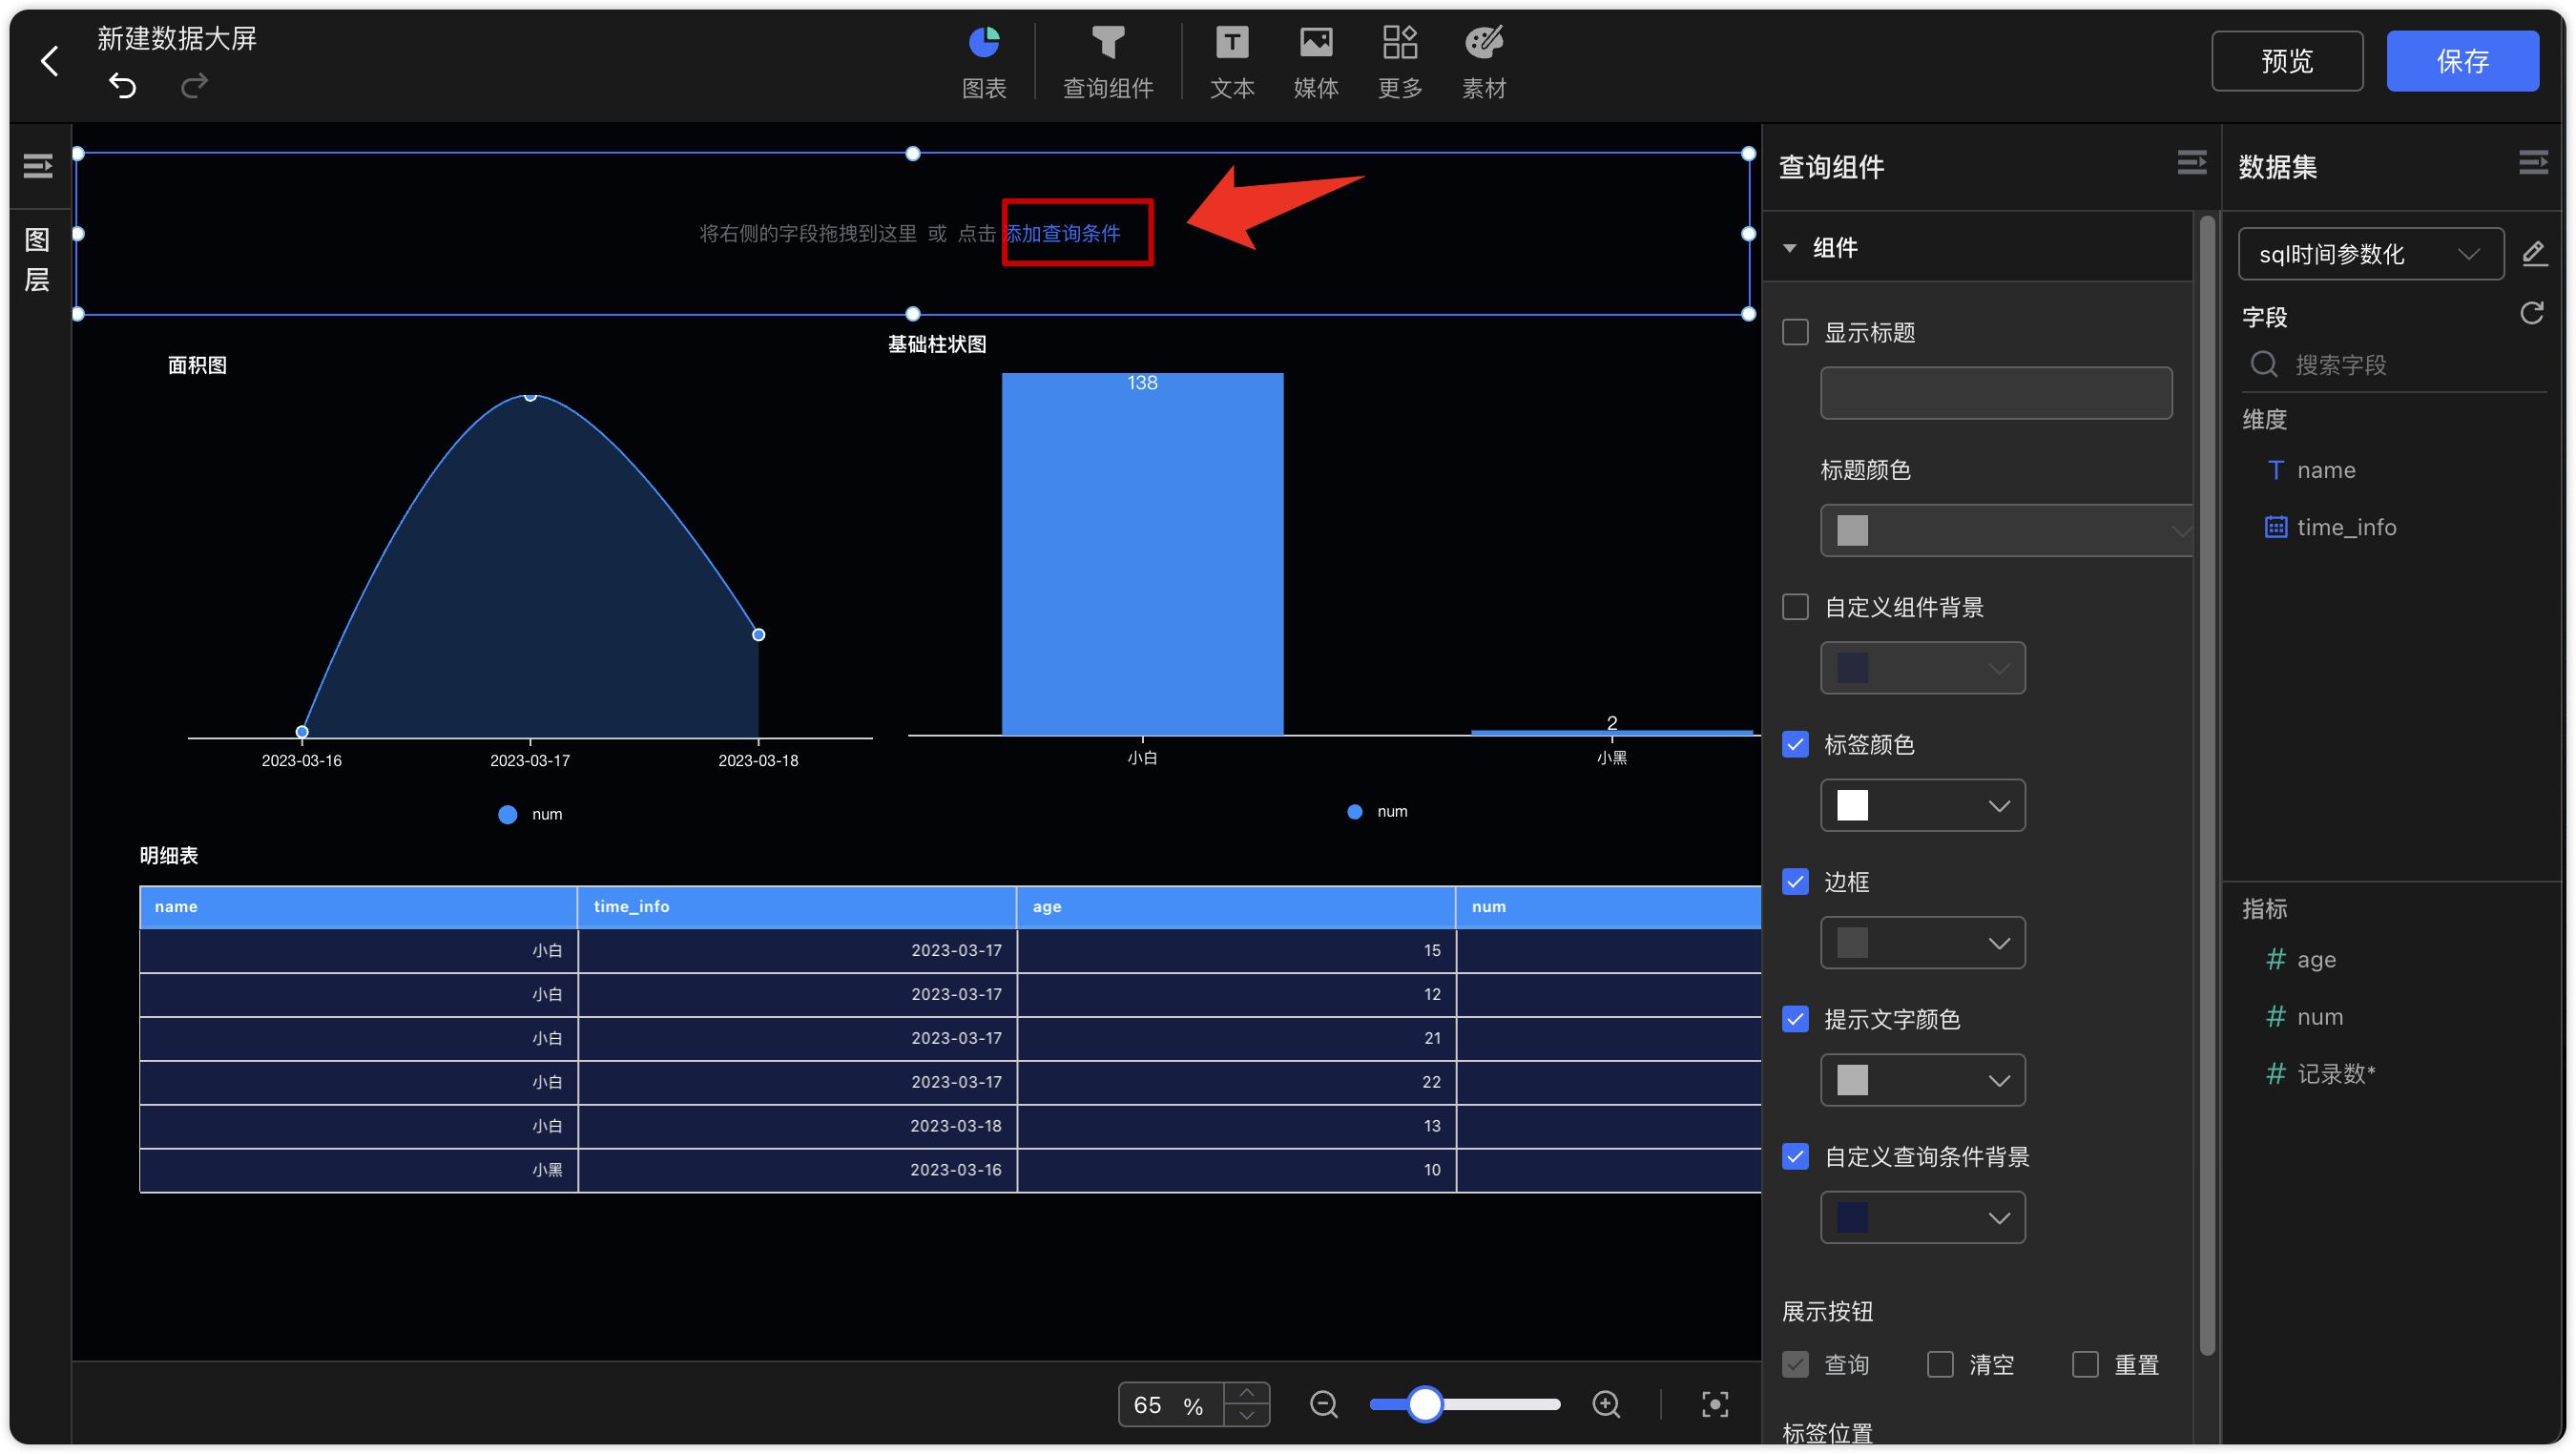 新建数据大屏
图表
查询组件
文本
媒体
更多
素材
预览
保存
图层
将右侧的字段拖拽到这里 或 点击 添加查询条件
面积图
2023-03-16
2023-03-17
2023-03-18
num
基础柱状图
138
2
小白
小黑
num
明细表
name time_info age num
小白 2023-03-17 15
小白 2023-03-17 12
小白 2023-03-17 21
小白 2023-03-17 22
小白 2023-03-18 13
小黑 2023-03-16 10
65 %
查询组件
组件
显示标题
标题颜色
自定义组件背景
标签颜色
边框
提示文字颜色
自定义查询条件背景
展示按钮
查询 清空 重置
标签位置
数据集
sql时间参数化
字段
搜索字段
维度
T name
time_info
指标
# age
# num
# 记录数*